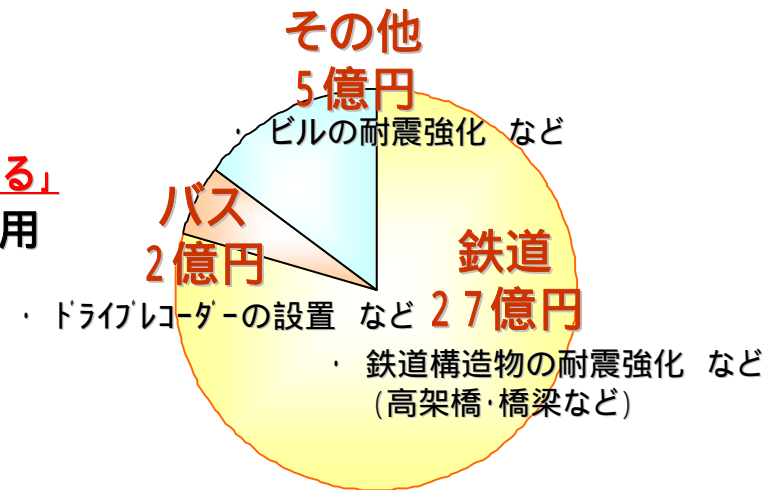 その他
5億円
・ ビルの耐震強化 など
る」
用
バス
2億円
・ ﾄﾞﾗｲﾌﾞﾚｺｰﾀﾞｰの設置 など
鉄道
27億円
・ 鉄道構造物の耐震強化 など
(高架橋・橋梁など)